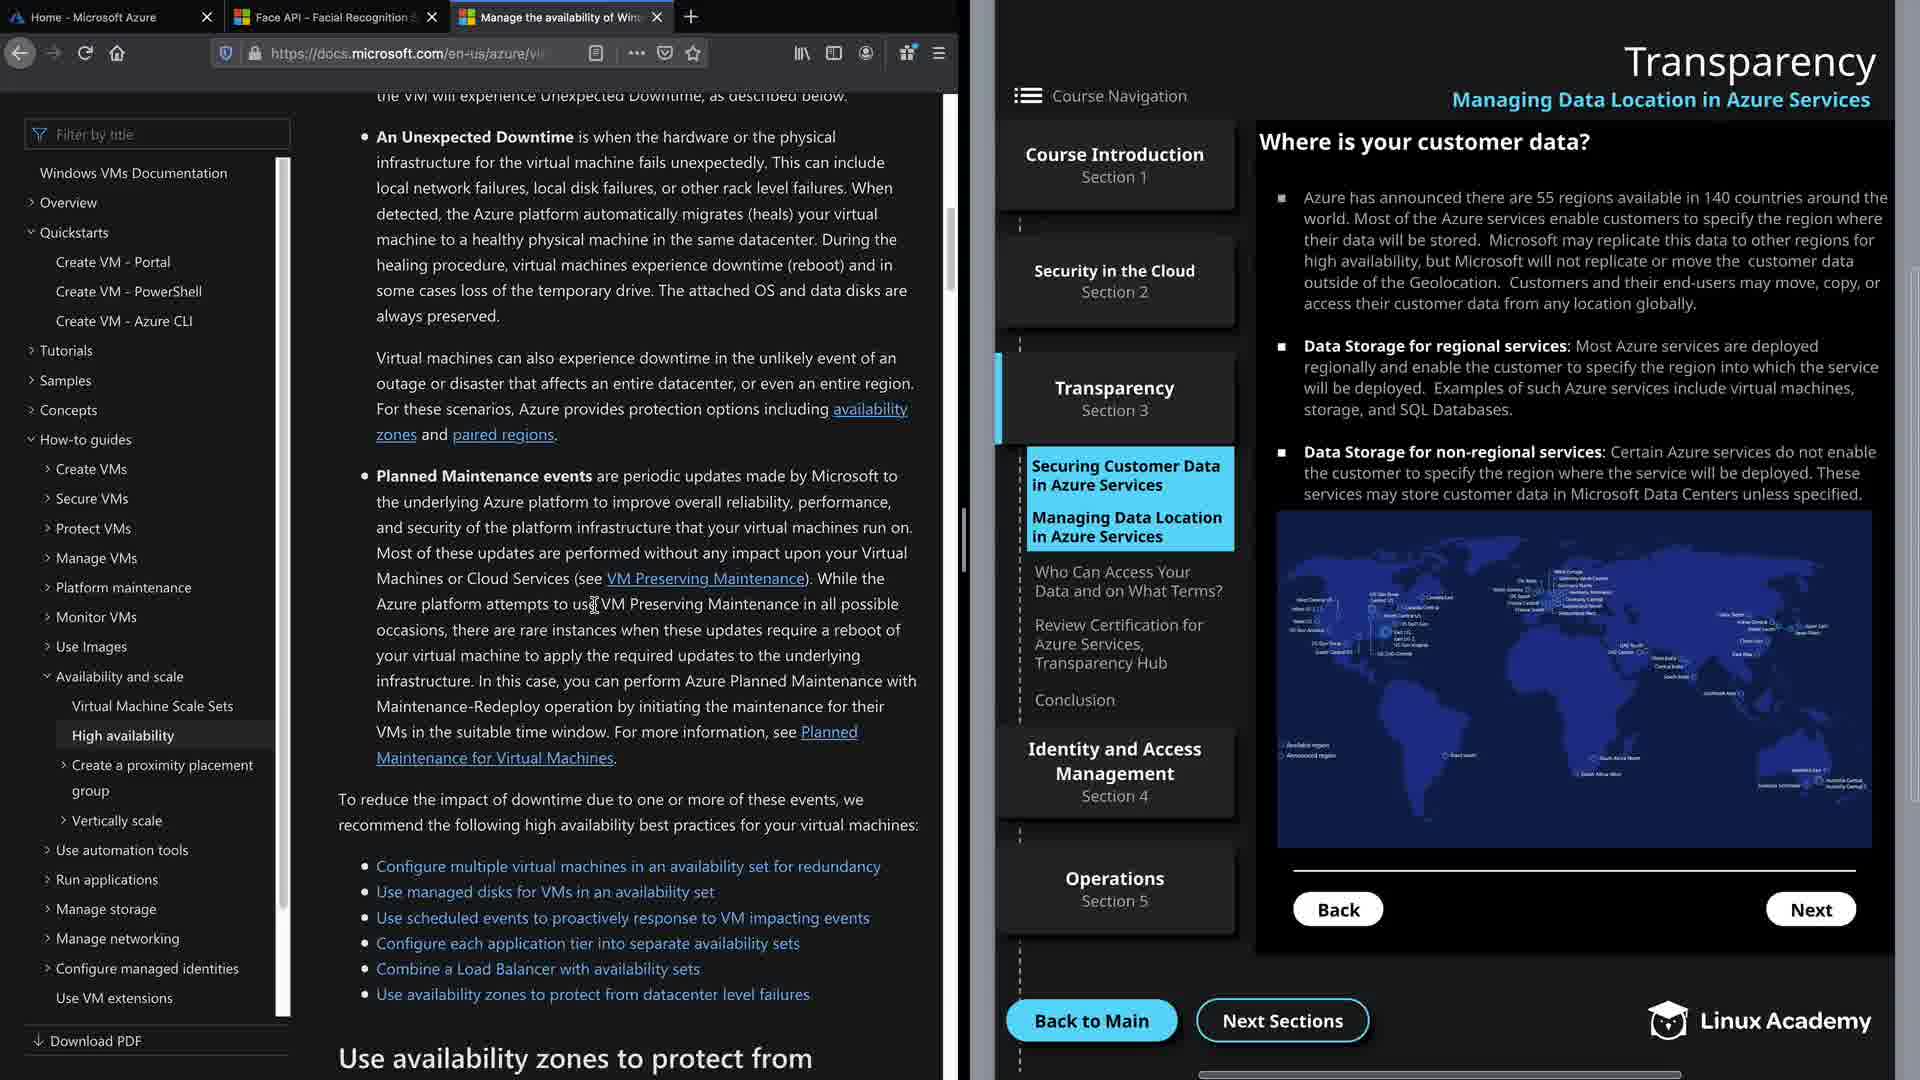 Home - Microsoft Azure
Face API - Facial Recognition S
Manage the availability of Wind
https://docs.microsoft.com/en-us/azure/vi
Filter by title
Windows VMs Documentation
Overview
Quickstarts
Create VM - Portal
Create VM - PowerShell
Create VM - Azure CLI
Tutorials
Samples
Concepts
How-to guides
Create VMs
Secure VMs
Protect VMs
Manage VMs
Platform maintenance
Monitor VMs
Use Images
Availability and scale
Virtual Machine Scale Sets
High availability
Create a proximity placement
group
Vertically scale
Use automation tools
Run applications
Manage storage
Manage networking
Configure managed identities
Use VM extensions
Download PDF
the VM will experience Unexpected Downtime, as described below.
An Unexpected Downtime is when the hardware or the physical
infrastructure for the virtual machine fails unexpectedly. This can include
local network failures, local disk failures, or other rack level failures. When
detected, the Azure platform automatically migrates (heals) your virtual
machine to a healthy physical machine in the same datacenter. During the
healing procedure, virtual machines experience downtime (reboot) and in
some cases loss of the temporary drive. The attached OS and data disks are
always preserved.
Virtual machines can also experience downtime in the unlikely event of an
outage or disaster that affects an entire datacenter, or even an entire region.
For these scenarios, Azure provides protection options including availability
zones and paired regions.
Planned Maintenance events are periodic updates made by Microsoft to
the underlying Azure platform to improve overall reliability, performance,
and security of the platform infrastructure that your virtual machines run on.
Most of these updates are performed without any impact upon your Virtual
Machines or Cloud Services (see VM Preserving Maintenance). While the
Azure platform attempts to use VM Preserving Maintenance in all possible
occasions, there are rare instances when these updates require a reboot of
your virtual machine to apply the required updates to the underlying
infrastructure. In this case, you can perform Azure Planned Maintenance with
Maintenance-Redeploy operation by initiating the maintenance for their
VMs in the suitable time window. For more information, see Planned
Maintenance for Virtual Machines.
To reduce the impact of downtime due to one or more of these events, we
recommend the following high availability best practices for your virtual machines:
Configure multiple virtual machines in an availability set for redundancy
Use managed disks for VMs in an availability set
Use scheduled events to proactively response to VM impacting events
Configure each application tier into separate availability sets
Combine a Load Balancer with availability sets
Use availability zones to protect from datacenter level failures
Use availability zones to protect from
Transparency
Managing Data Location in Azure Services
Course Navigation
Course Introduction
Section 1
Security in the Cloud
Section 2
Transparency
Section 3
Securing Customer Data
in Azure Services
Managing Data Location
in Azure Services
Who Can Access Your
Data and on What Terms?
Review Certification for
Azure Services,
Transparency Hub
Conclusion
Identity and Access
Management
Section 4
Operations
Section 5
Where is your customer data?
Azure has announced there are 55 regions available in 140 countries around the
world. Most of the Azure services enable customers to specify the region where
their data will be stored. Microsoft may replicate this data to other regions for
high availability, but Microsoft will not replicate or move the customer data
outside of the Geolocation. Customers and their end-users may move, copy, or
access their customer data from any location globally.
Data Storage for regional services: Most Azure services are deployed
regionally and enable the customer to specify the region into which the service
will be deployed. Examples of such Azure services include virtual machines,
storage, and SQL Databases.
Data Storage for non-regional services: Certain Azure services do not enable
the customer to specify the region where the service will be deployed. These
services may store customer data in Microsoft Data Centers unless specified.
Available region
Announced region
Brazil South
South Africa North
South Africa West
Back
Next
Back to Main
Next Sections
Linux Academy